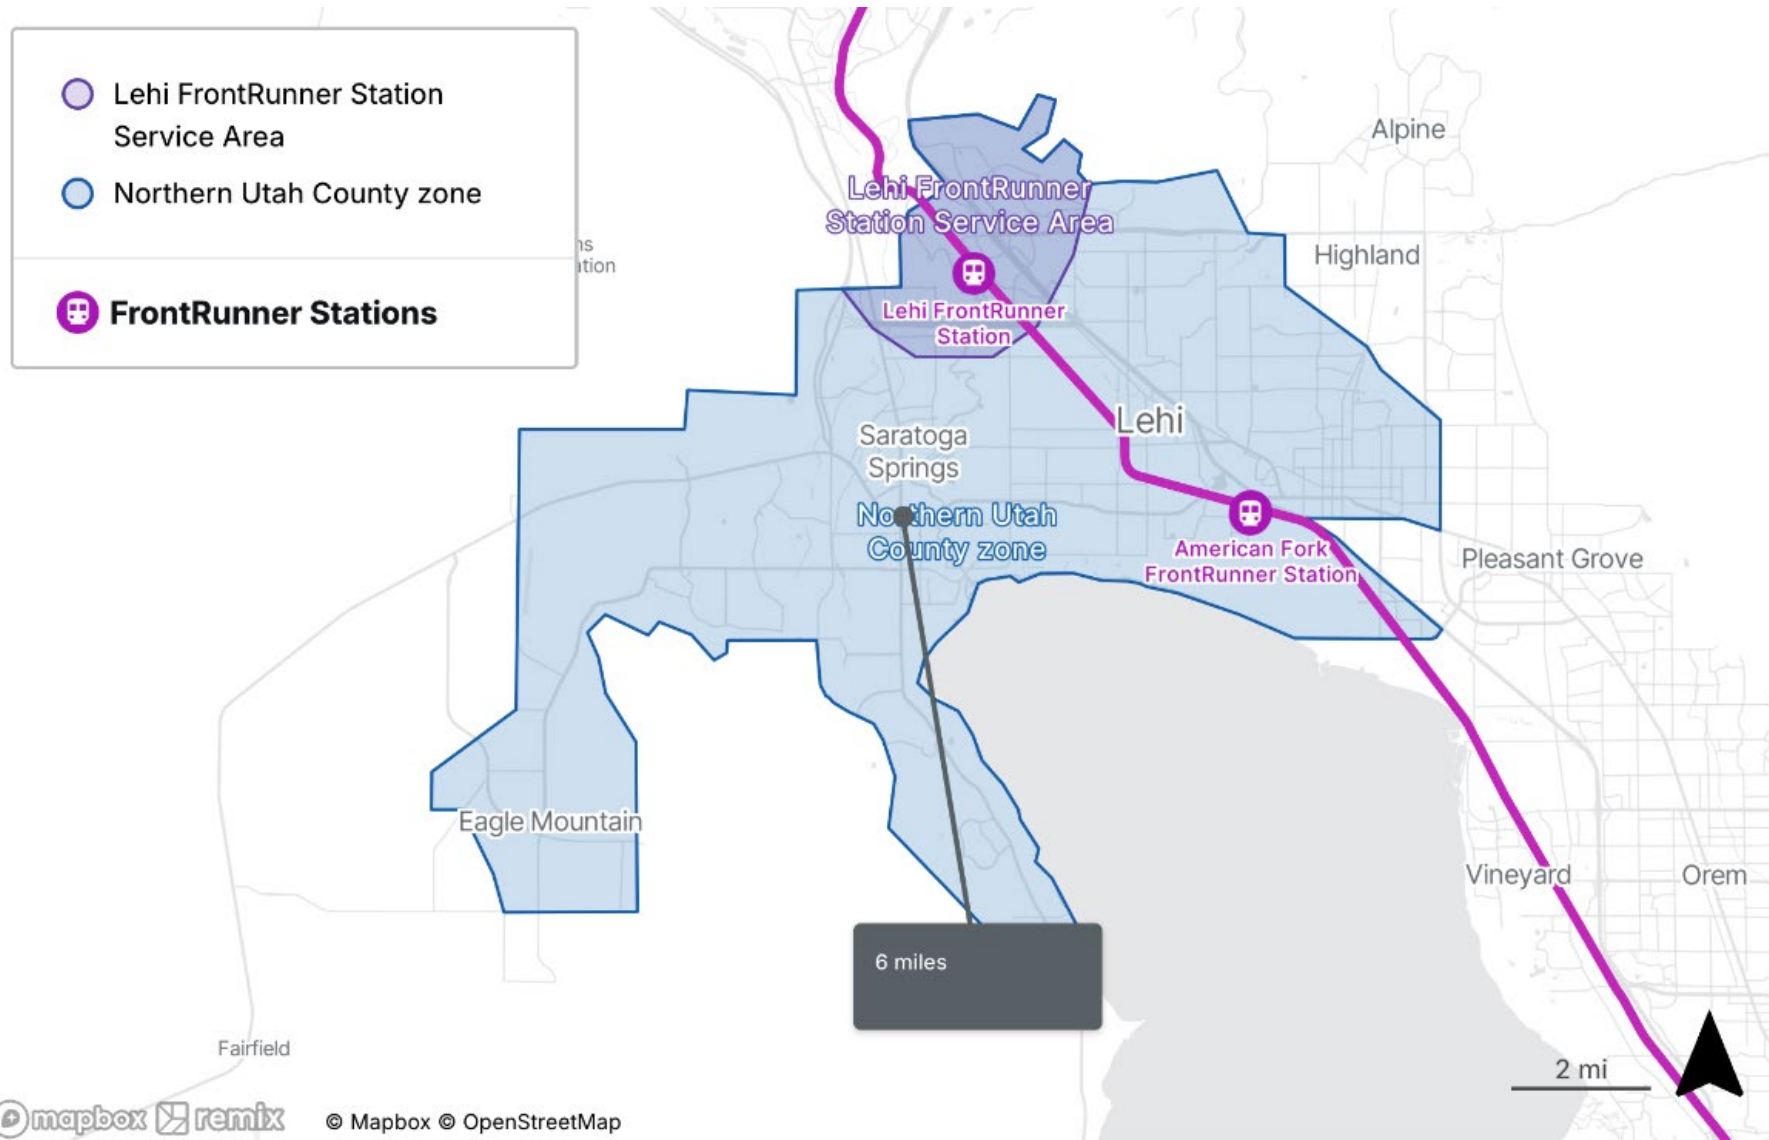 Lehi FrontRunner Station
Service Area
Northern Utah County zone
FrontRunner Stations
Alpine
Lehi FrontRunner
Station Service Area
Highland
Lehi FrontRunner
Station
Lehi
Saratoga
Springs
Northern Utah
County zone
American Fork
FrontRunner Station
Pleasant Grove
Eagle Mountain
Vineyard
Orem
6 miles
Fairfield
2 mi
mapbox remix
© Mapbox © OpenStreetMap